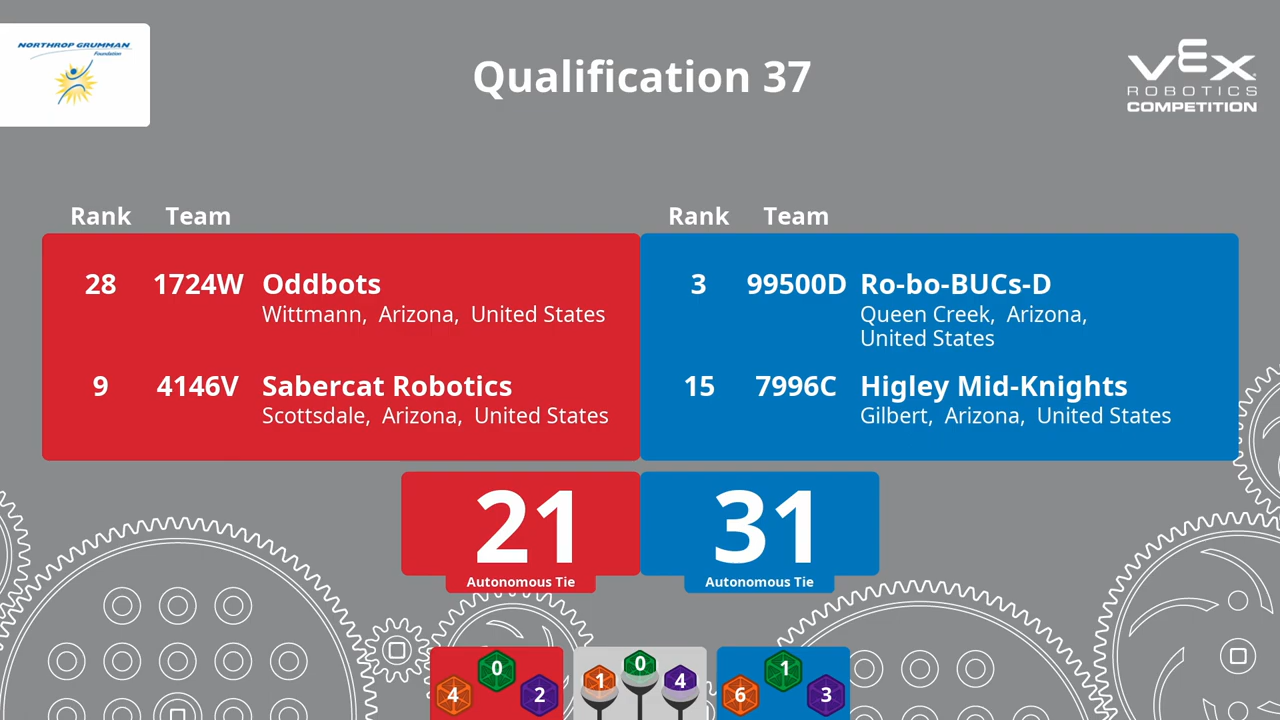 NORTHROP GRUMMAN
Foundation
Qualification 37
VEX
ROBOTICS
COMPETITION
Rank Team
28 1724W Oddbots
Wittmann, Arizona, United States
9 4146V Sabercat Robotics
Scottsdale, Arizona, United States
Rank Team
3 99500D Ro-bo-BUCs-D
Queen Creek, Arizona,
United States
15 7996C Higley Mid-Knights
Gilbert, Arizona, United States
21 31
Autonomous Tie Autonomous Tie
4 0 2
1 0 4
6 1 3